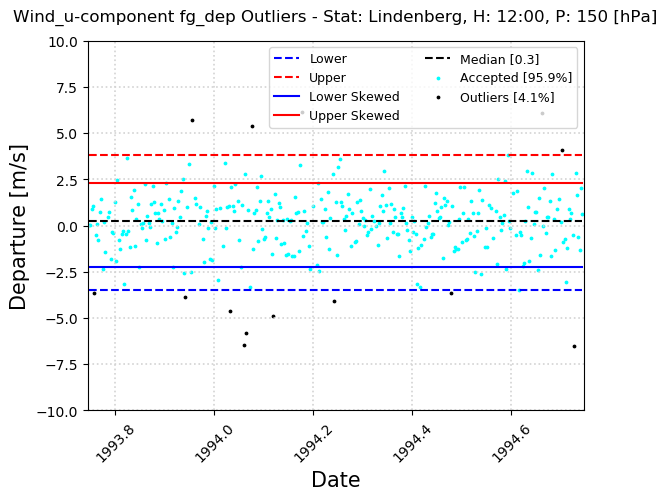 Wind_u-component fg_dep Outliers - Stat: Lindenberg, H: 12:00, P: 150 [hPa]
Departure [m/s]
10.0
7.5
5.0
2.5
0.0
−2.5
−5.0
−7.5
−10.0
Lower
Upper
Lower Skewed
Upper Skewed
Median [0.3]
Accepted [95.9%]
Outliers [4.1%]
1993.8
1994.0
1994.2
1994.4
1994.6
Date